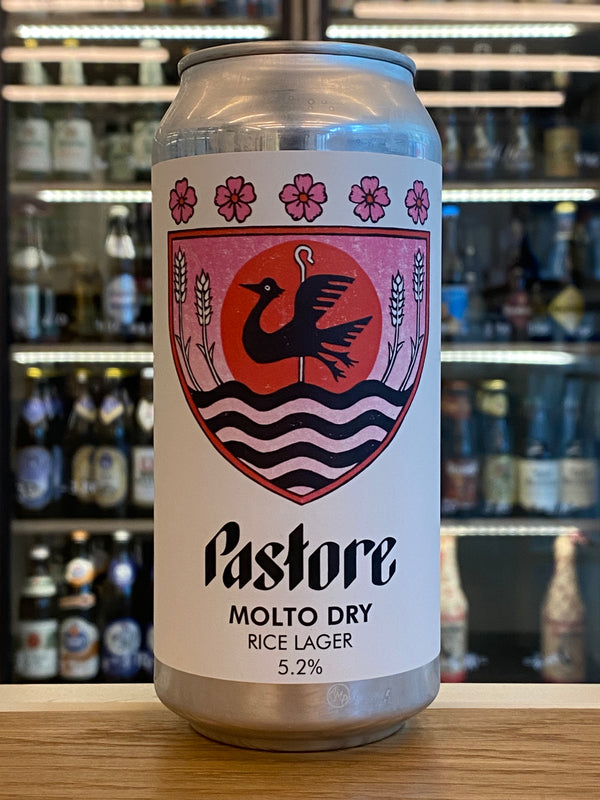 Pastore
MOLTO DRY
RICE LAGER
5.2%